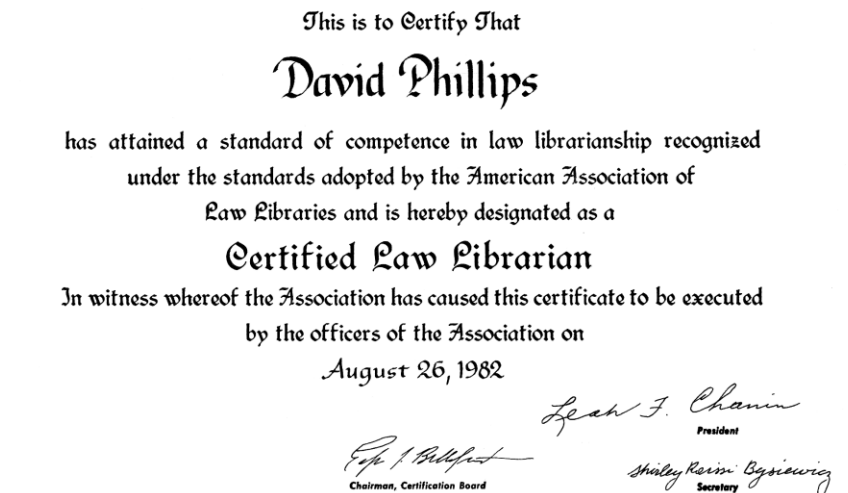 This is to Certify That
David Phillips
has attained a standard of competence in law librarianship recognized
under the standards adopted by the American Association of
Law Libraries and is hereby designated as a
Certified Law Librarian
In witness whereof the Association has caused this certificate to be executed
by the officers of the Association on
August 26, 1982
Leah F. Chanin
President
Chairman, Certification Board
Shirley Raissi Bysiewicz
Secretary